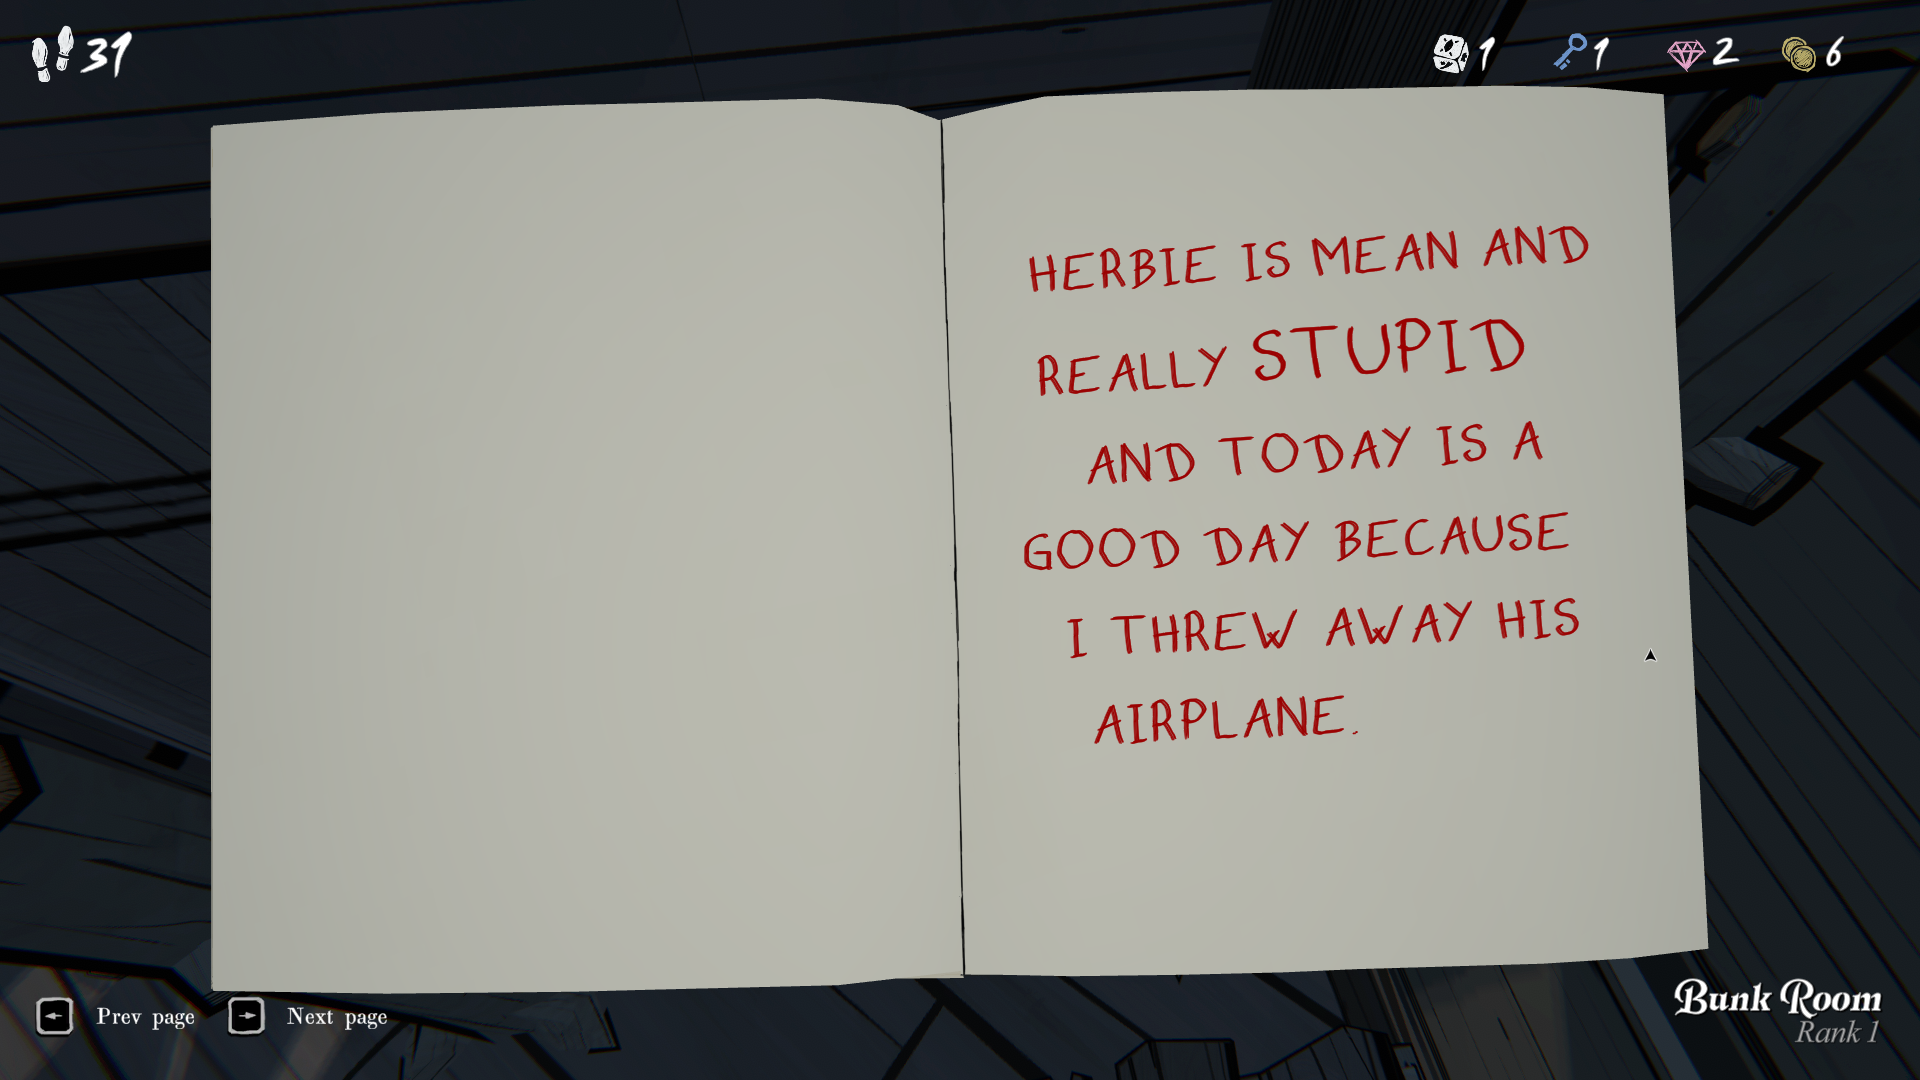 37
1
1
2
6
HERBIE IS MEAN AND
REALLY STUPID
AND TODAY IS A
GOOD DAY BECAUSE
I THREW AWAY HIS
AIRPLANE.
Prev page
Next page
Bunk Room
Rank 1